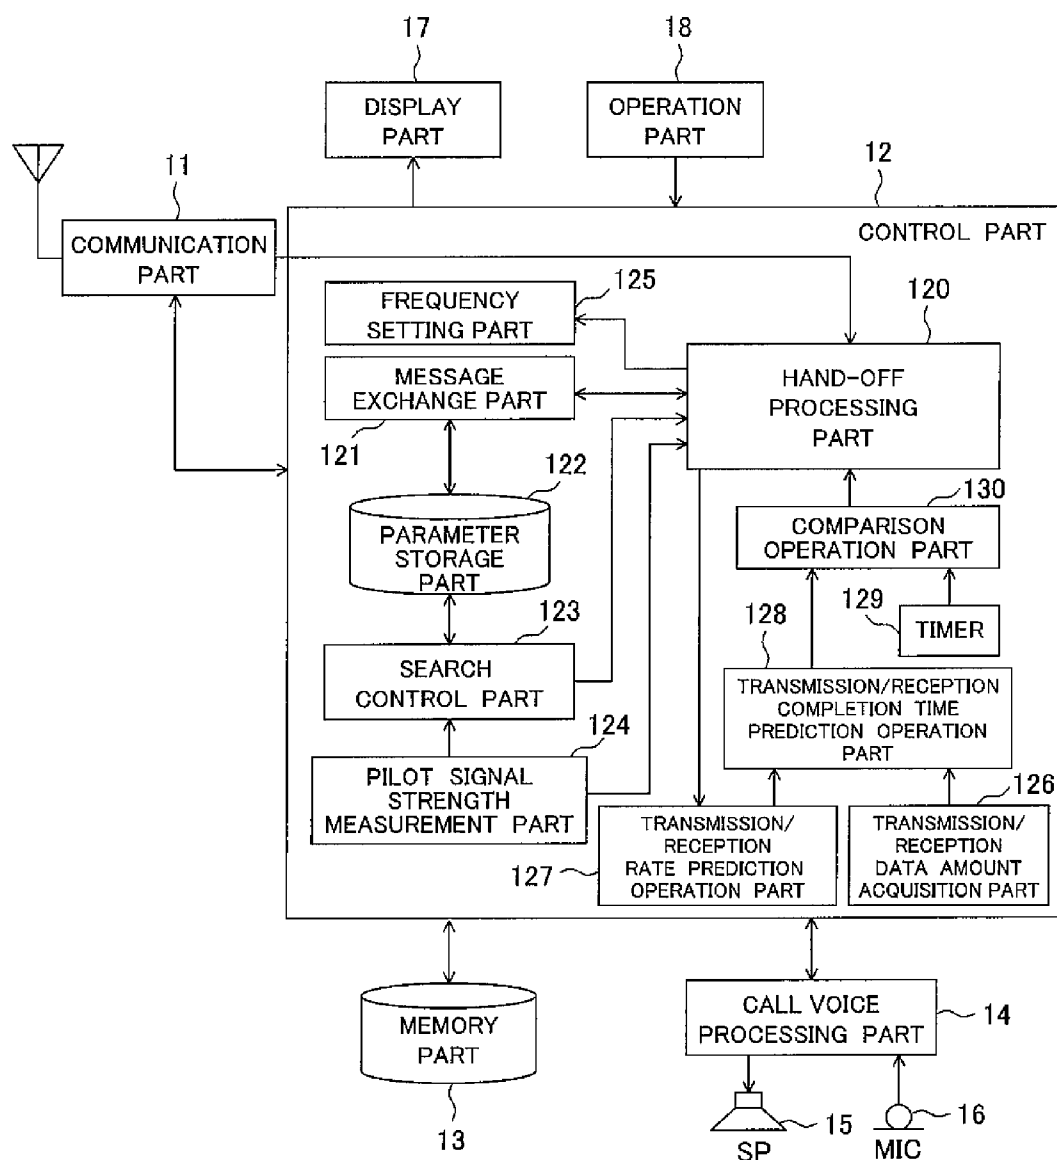 17
18
DISPLAY
PART
OPERATION
PART
11
12
COMMUNICATION
PART
CONTROL PART
125
FREQUENCY
SETTING PART
120
MESSAGE
EXCHANGE PART
HAND-OFF
PROCESSING
PART
121
122
130
PARAMETER
STORAGE
PART
COMPARISON
OPERATION PART
123
128
129
TIMER
SEARCH
CONTROL PART
TRANSMISSION/RECEPTION
COMPLETION TIME
PREDICTION OPERATION
PART
124
PILOT SIGNAL
STRENGTH
MEASUREMENT PART
126
TRANSMISSION/
RECEPTION
RATE PREDICTION
OPERATION PART
TRANSMISSION/
RECEPTION
DATA AMOUNT
ACQUISITION PART
127
MEMORY
PART
CALL VOICE
PROCESSING PART
14
13
15
16
SP
MIC